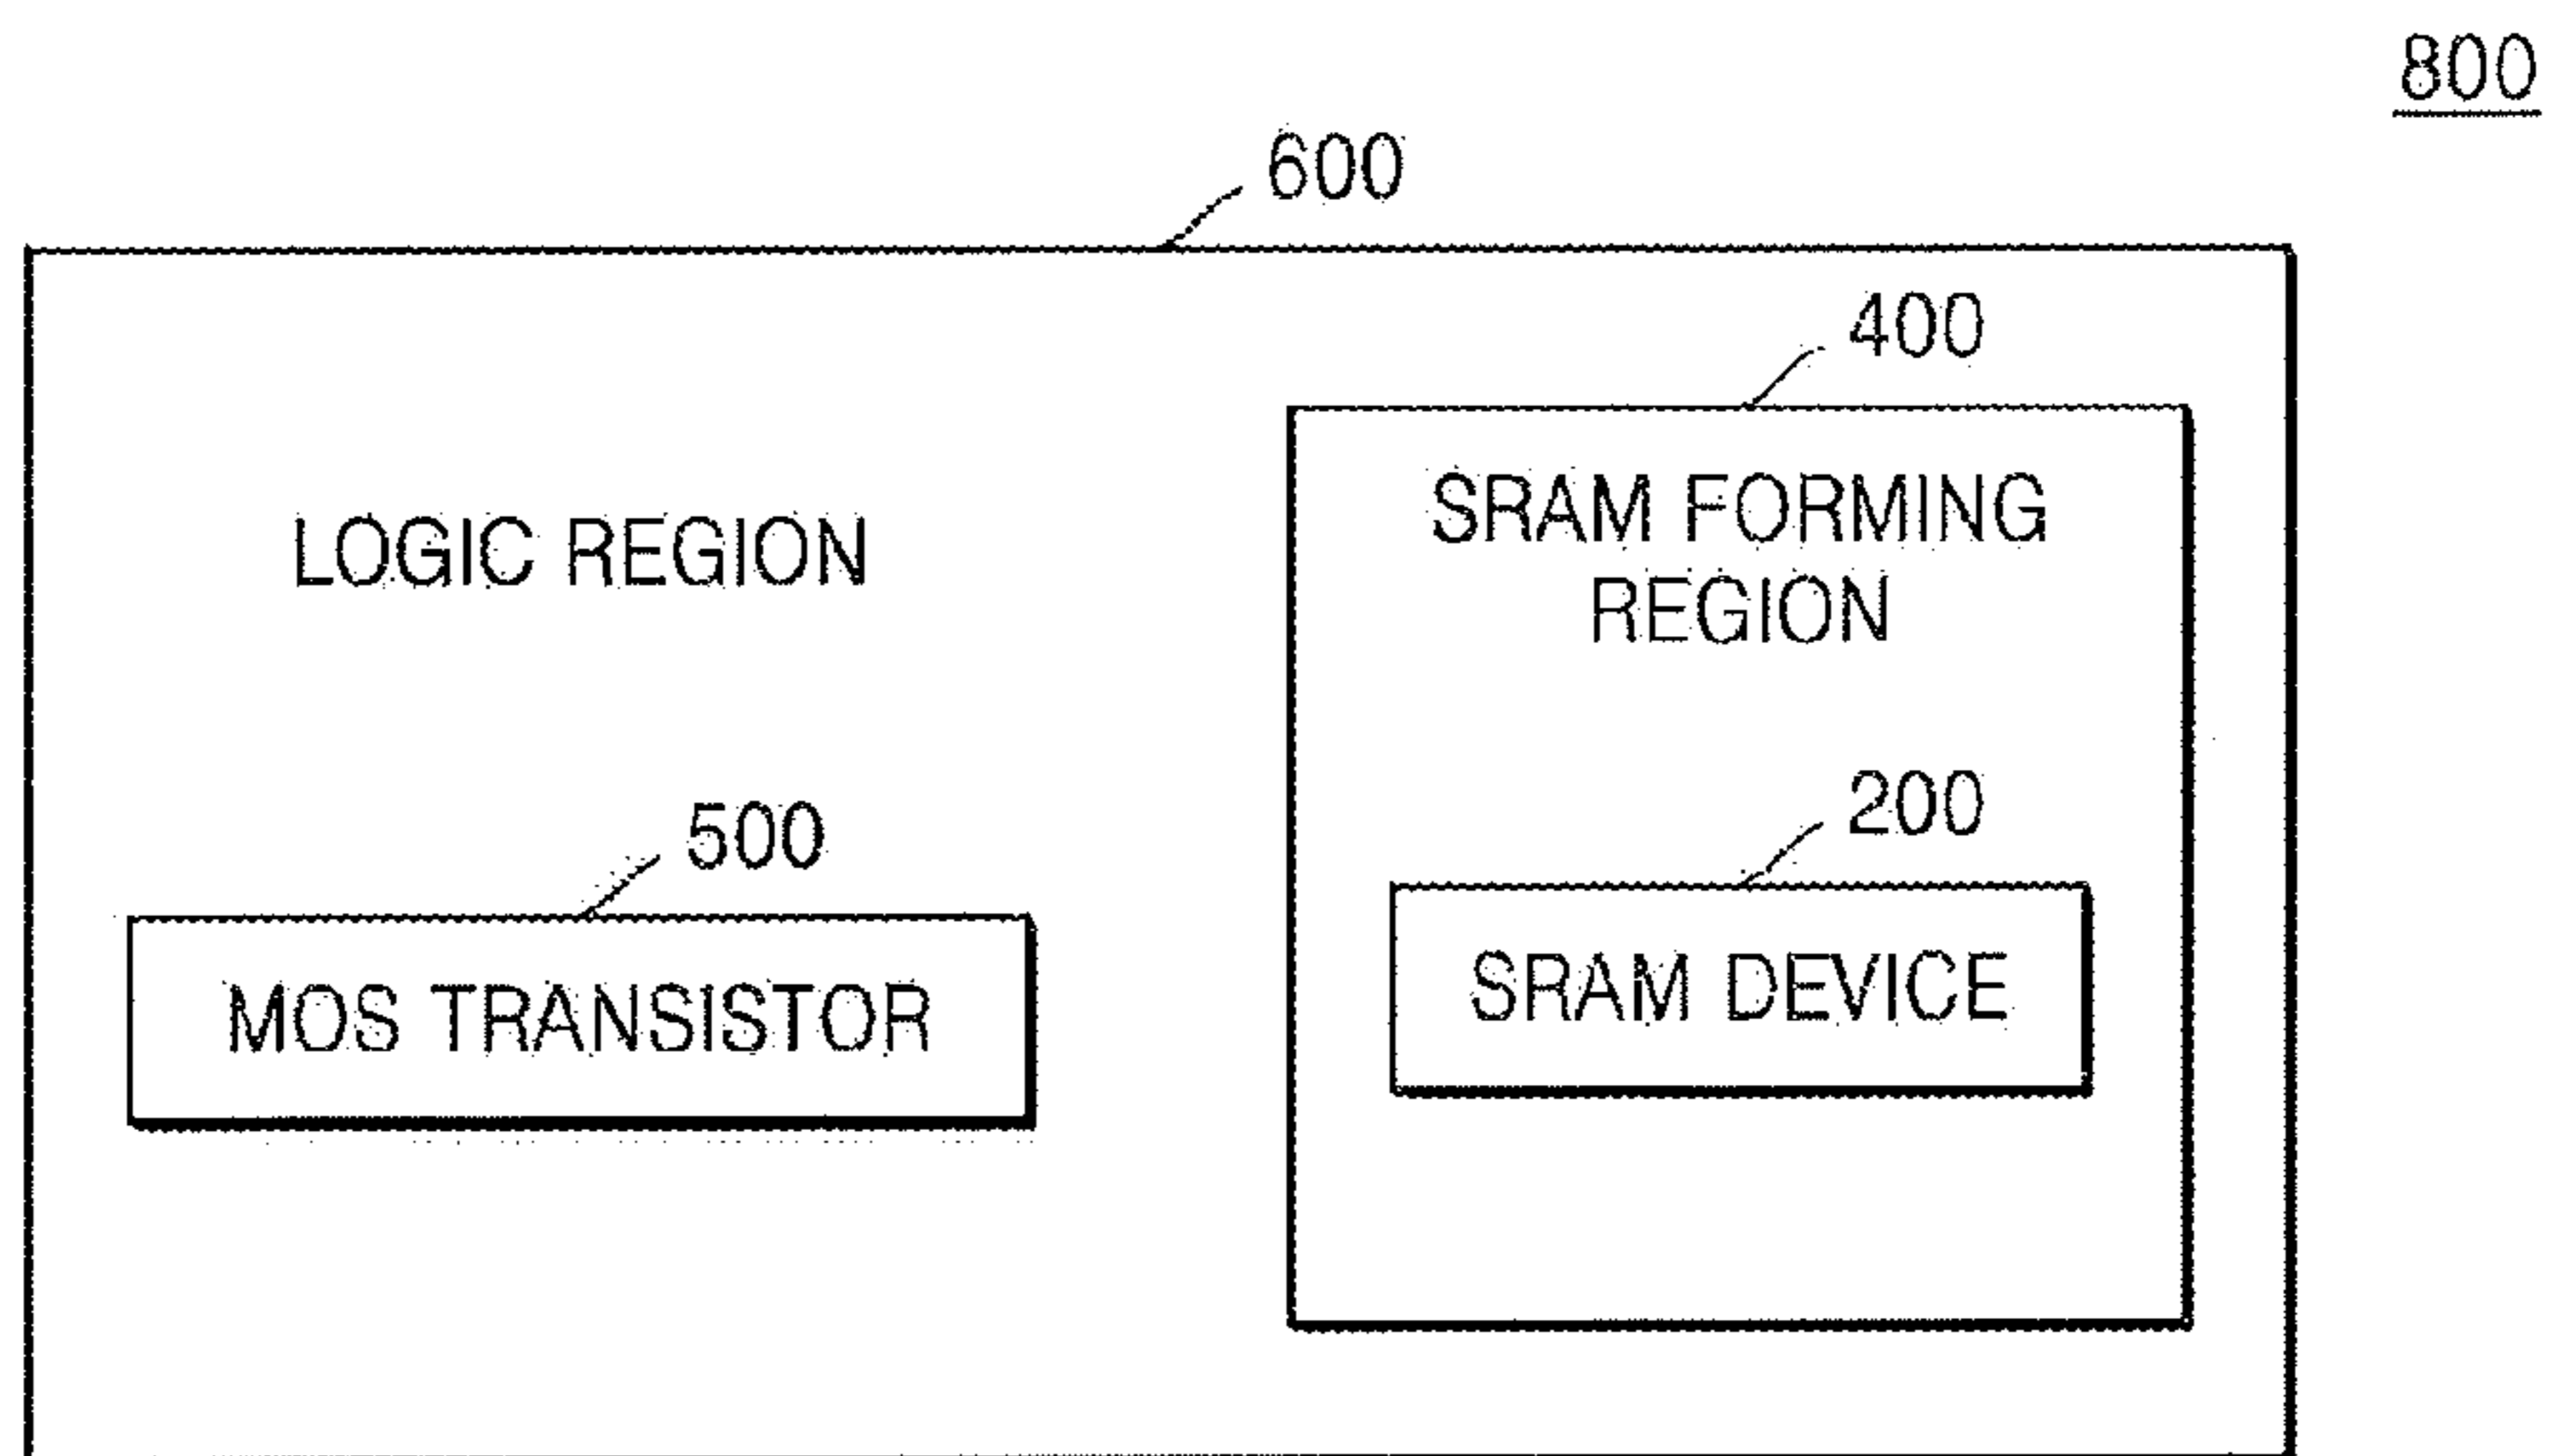 800
600
400
LOGIC REGION
SRAM FORMING
REGION
500
200
MOS TRANSISTOR
SRAM DEVICE